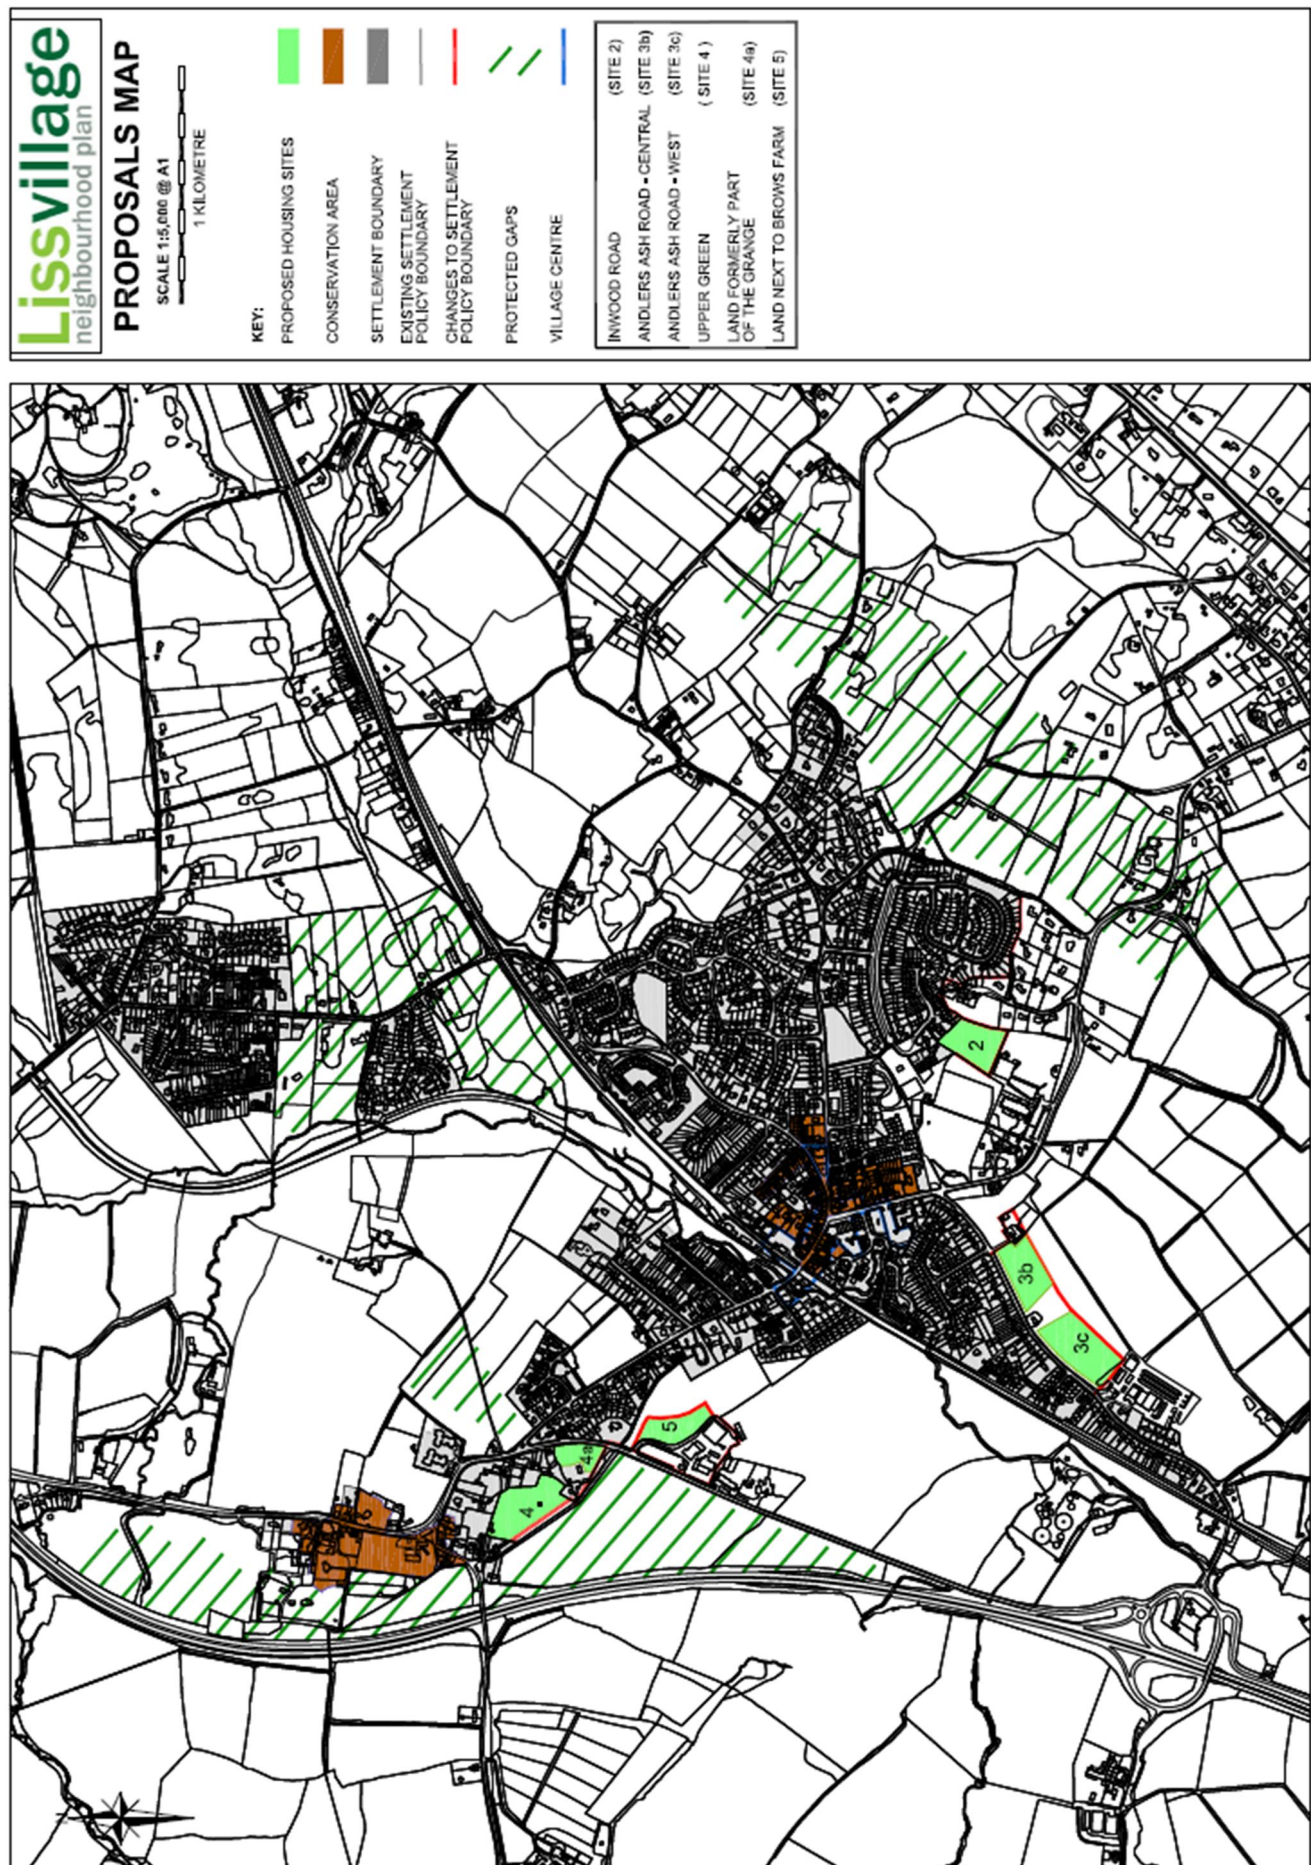 Lissvillage
neighbourhood plan
PROPOSALS MAP
SCALE 1:5,000 @ A1
1 KILOMETRE
KEY:
PROPOSED HOUSING SITES
CONSERVATION AREA
SETTLEMENT BOUNDARY
EXISTING SETTLEMENT
POLICY BOUNDARY
CHANGES TO SETTLEMENT
POLICY BOUNDARY
PROTECTED GAPS
VILLAGE CENTRE
INWOOD ROAD (SITE 2)
ANDLERS ASH ROAD - CENTRAL (SITE 3b)
ANDLERS ASH ROAD - WEST (SITE 3c)
UPPER GREEN ( SITE 4 )
LAND FORMERLY PART
OF THE GRANGE (SITE 4a)
LAND NEXT TO BROWS FARM (SITE 5)
4
4a
5
2
3b
3c